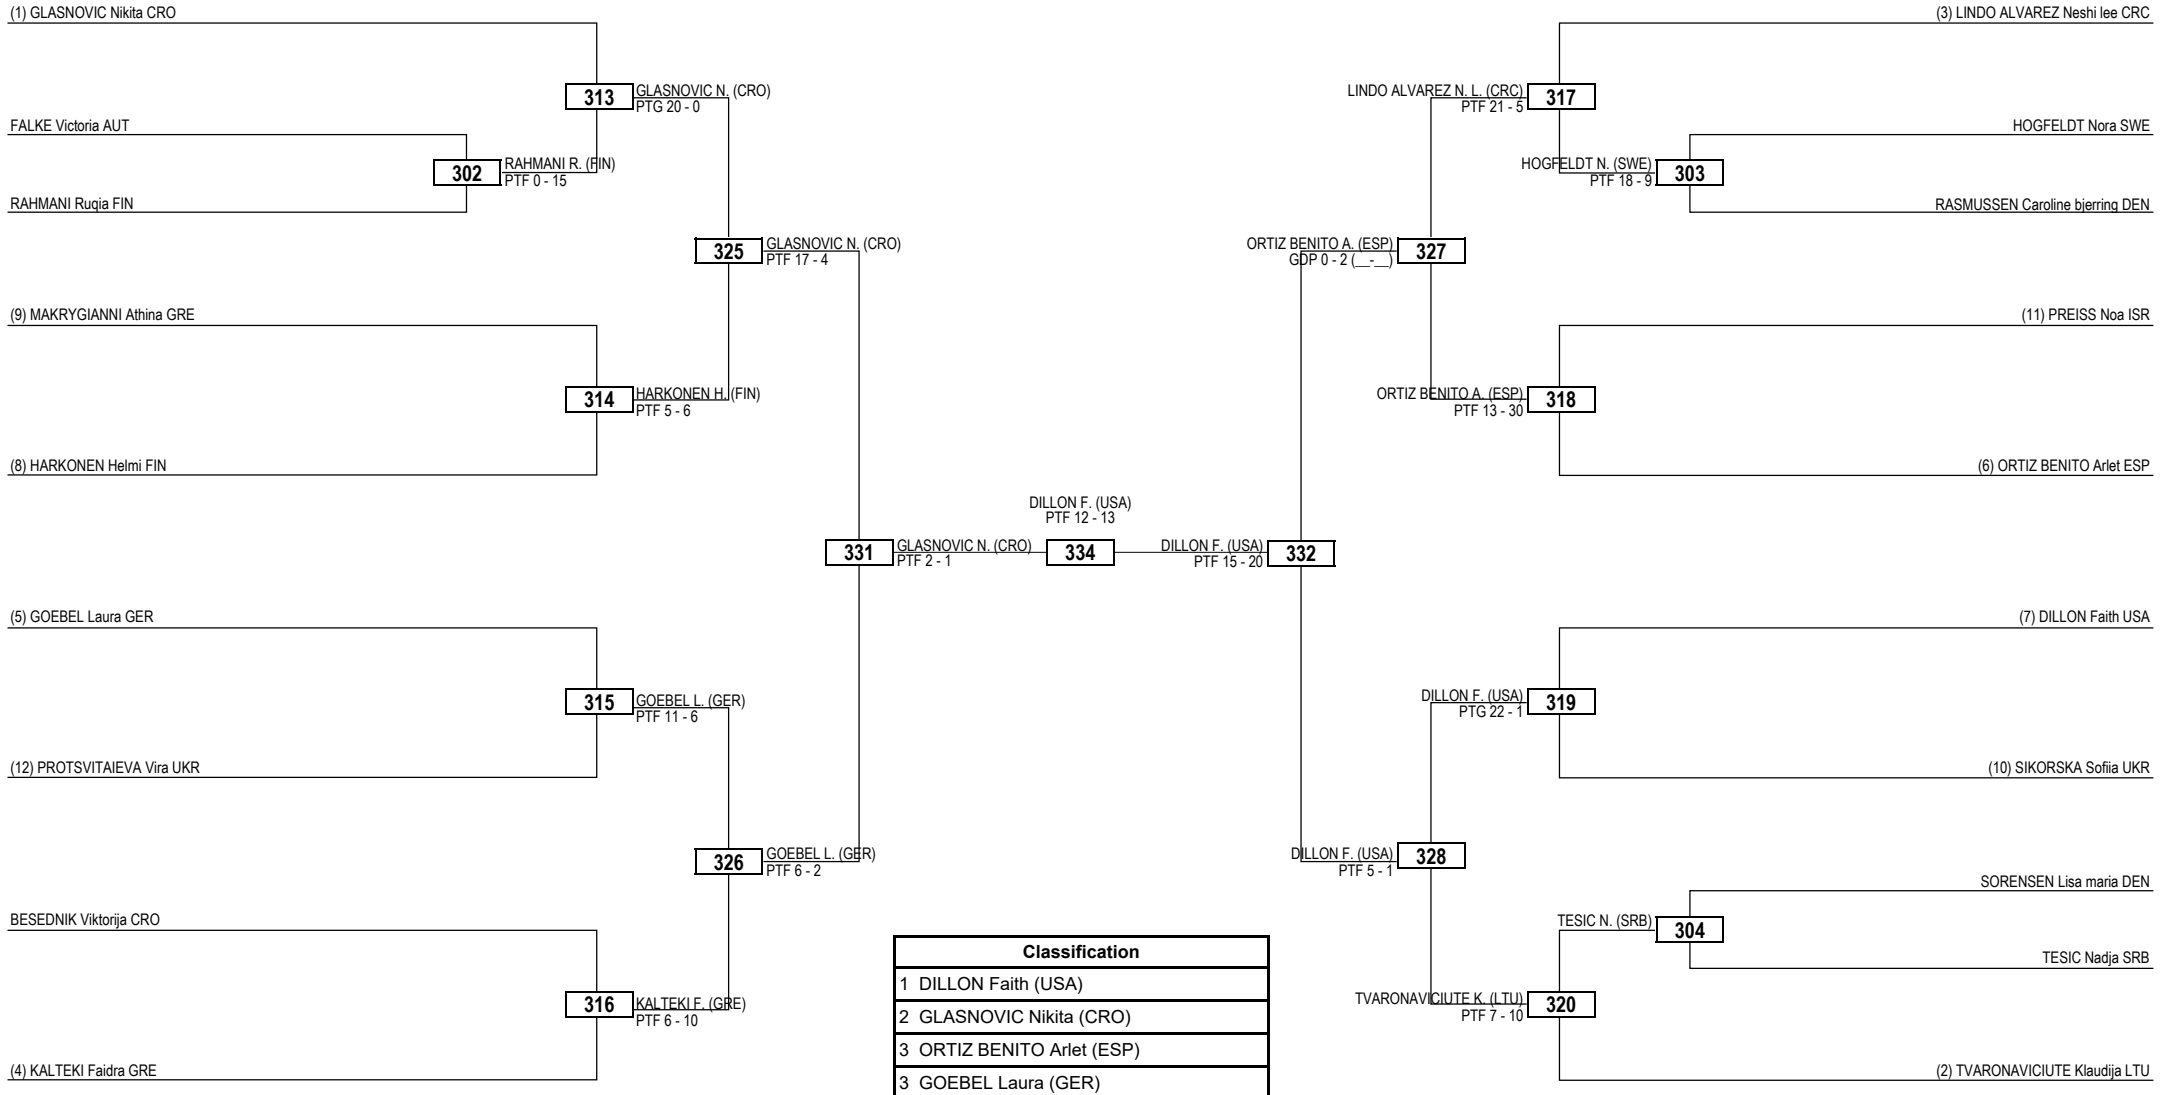 (1) GLASNOVIC Nikita CRO
313
GLASNOVIC N. (CRO)
PTG 20 - 0
FALKE Victoria AUT
302
RAHMANI R. (FIN)
PTF 0 - 15
RAHMANI Ruqia FIN
325
GLASNOVIC N. (CRO)
PTF 17 - 4
(9) MAKRYGIANNI Athina GRE
314
HARKONEN H. (FIN)
PTF 5 - 6
(8) HARKONEN Helmi FIN
331
GLASNOVIC N. (CRO)
PTF 2 - 1
(5) GOEBEL Laura GER
315
GOEBEL L. (GER)
PTF 11 - 6
(12) PROTSVITAIEVA Vira UKR
326
GOEBEL L. (GER)
PTF 6 - 2
BESEDNIK Viktorija CRO
316
KALTEKI F. (GRE)
PTF 6 - 10
(4) KALTEKI Faidra GRE
DILLON F. (USA)
PTF 12 - 13
334
(3) LINDO ALVAREZ Neshi lee CRC
LINDO ALVAREZ N. L. (CRC)
PTF 21 - 5
317
HOGFELDT Nora SWE
HOGFELDT N. (SWE)
PTF 18 - 9
303
RASMUSSEN Caroline bjerring DEN
ORTIZ BENITO A. (ESP)
GDP 0 - 2 (__-__)
327
(11) PREISS Noa ISR
ORTIZ BENITO A. (ESP)
PTF 13 - 30
318
(6) ORTIZ BENITO Arlet ESP
DILLON F. (USA)
PTF 15 - 20
332
(7) DILLON Faith USA
DILLON F. (USA)
PTG 22 - 1
319
(10) SIKORSKA Sofiia UKR
DILLON F. (USA)
PTF 5 - 1
328
SORENSEN Lisa maria DEN
TESIC N. (SRB)
304
TESIC Nadja SRB
TVARONAVICIUTE K. (LTU)
PTF 7 - 10
320
(2) TVARONAVICIUTE Klaudija LTU
Classification
1 DILLON Faith (USA)
2 GLASNOVIC Nikita (CRO)
3 ORTIZ BENITO Arlet (ESP)
3 GOEBEL Laura (GER)